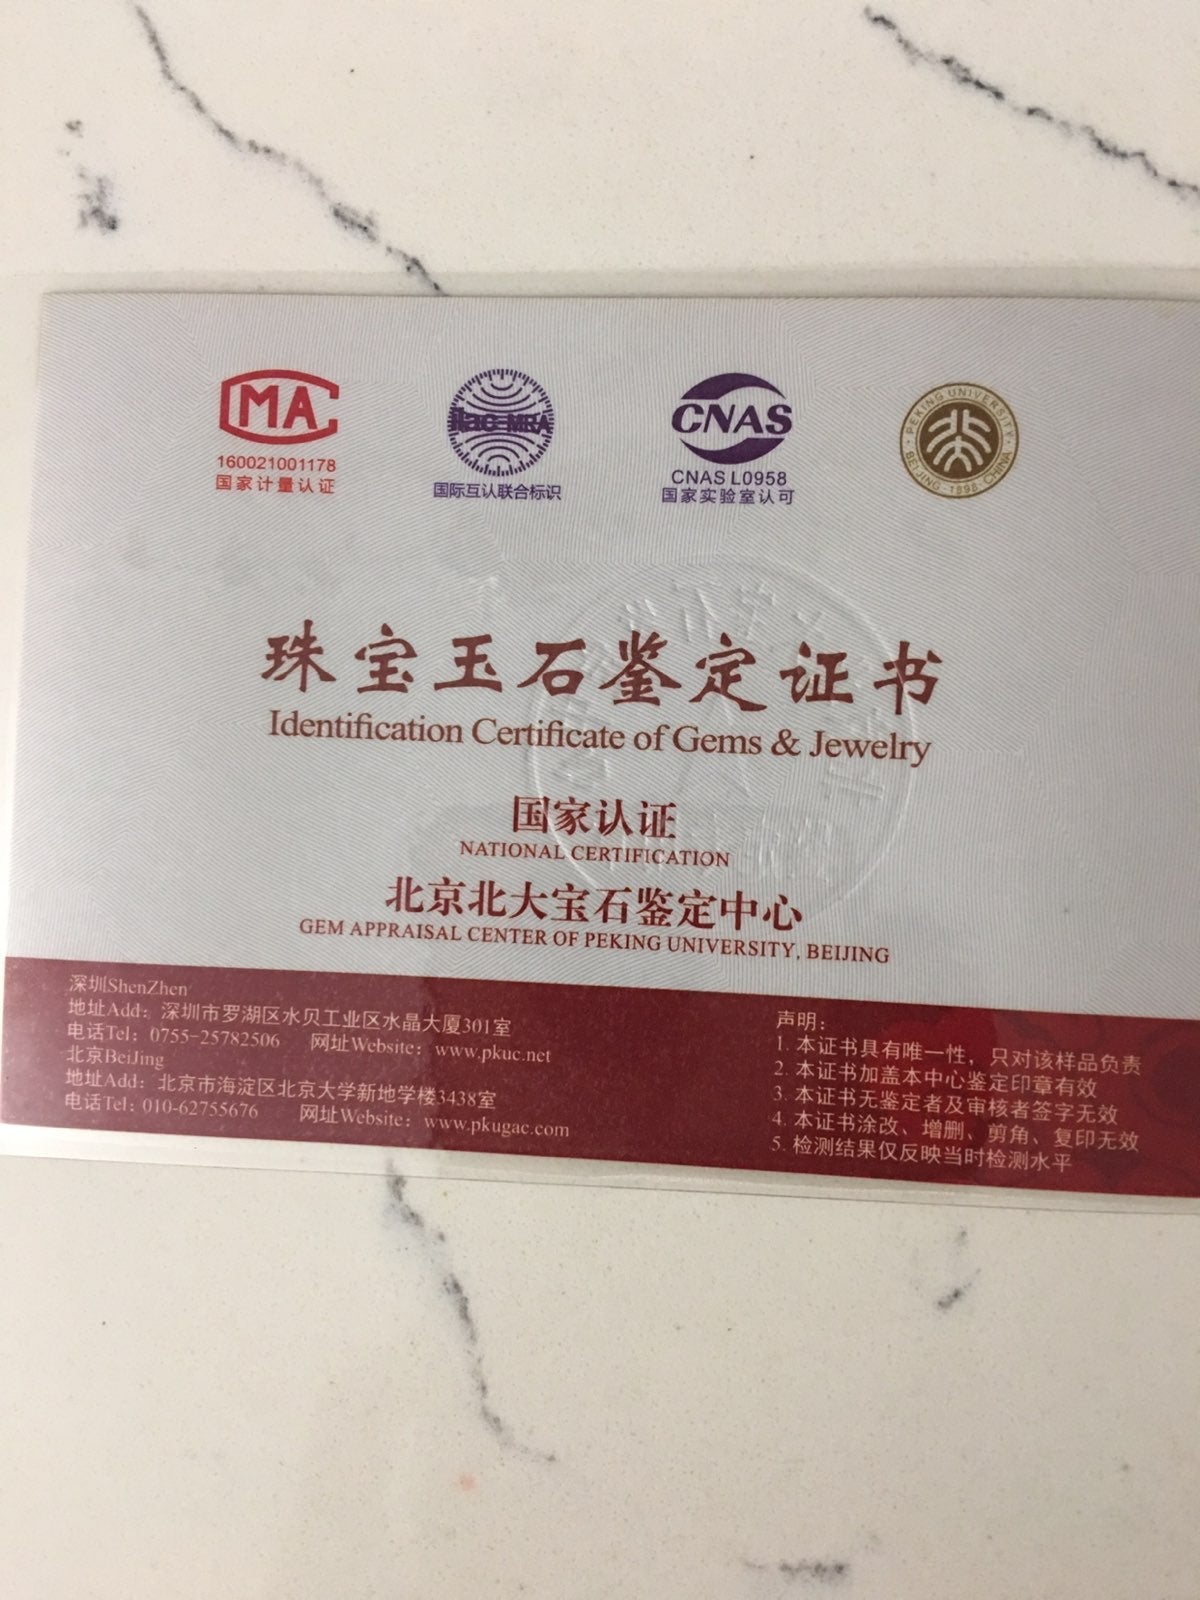 CMA
160021001178
国家计量认证
ilac-MRA
国际互认联合标识
CNAS
CNAS L0958
国家实验室认可
PEKING UNIVERSITY
BEIJING · 1898 · CHINA
珠宝玉石鉴定证书
Identification Certificate of Gems & Jewelry
国家认证
NATIONAL CERTIFICATION
北京北大宝石鉴定中心
GEM APPRAISAL CENTER OF PEKING UNIVERSITY, BEIJING
深圳ShenZhen
地址Add：深圳市罗湖区水贝工业区水晶大厦301室
电话Tel：0755-25782506 网址Website：www.pkuc.net
北京BeiJing
地址Add：北京市海淀区北京大学新地学楼3438室
电话Tel：010-62755676 网址Website：www.pkugac.com
声明：
1. 本证书具有唯一性，只对该样品负责
2. 本证书加盖本中心鉴定印章有效
3. 本证书无鉴定者及审核者签字无效
4. 本证书涂改、增删、剪角、复印无效
5. 检测结果仅反映当时检测水平